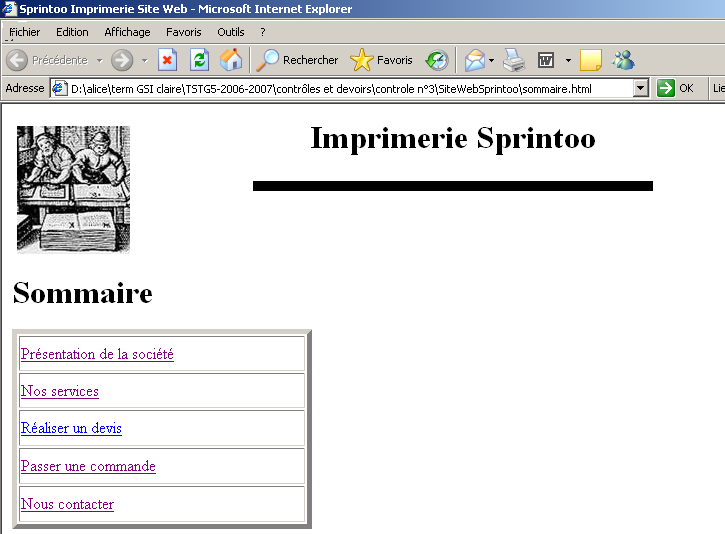 Sprintoo Imprimerie Site Web - Microsoft Internet Explorer
Fichier Edition Affichage Favoris Outils ?
Précédente Rechercher Favoris
Adresse D:\alice\term GSI claire\TSTG5-2006-2007\contrôles et devoirs\controle n°3\SiteWebSprintoo\sommaire.html OK Lie
Imprimerie Sprintoo
Sommaire
Présentation de la société
Nos services
Réaliser un devis
Passer une commande
Nous contacter